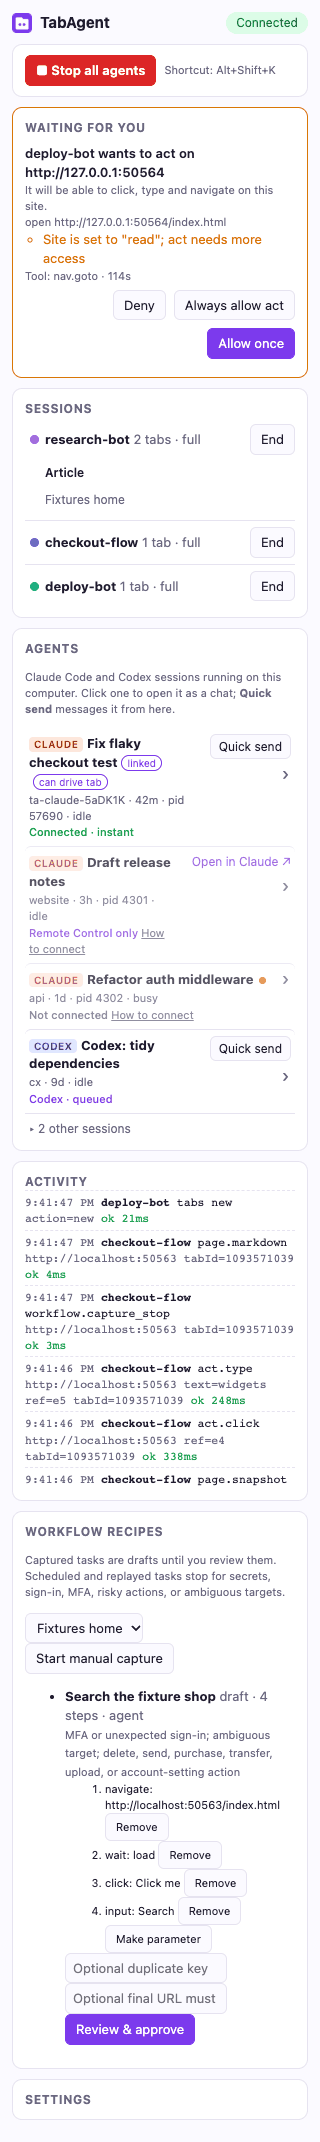 TabAgent
Connected
Stop all agents
Shortcut: Alt+Shift+K
WAITING FOR YOU
deploy-bot wants to act on
http://127.0.0.1:50564
It will be able to click, type and navigate on this
site.
open http://127.0.0.1:50564/index.html
Site is set to "read"; act needs more
access
Tool: nav.goto · 114s
Deny
Always allow act
Allow once
SESSIONS
research-bot 2 tabs · full
End
Article
Fixtures home
checkout-flow 1 tab · full
End
deploy-bot 1 tab · full
End
AGENTS
Claude Code and Codex sessions running on this
computer. Click one to open it as a chat; Quick
send messages it from here.
CLAUDE Fix flaky
checkout test linked
can drive tab
ta-claude-5aDK1K · 42m · pid
57690 · idle
Connected · instant
Quick send
›
CLAUDE Draft release
notes
website · 3h · pid 4301 ·
idle
Remote Control only How
to connect
Open in Claude ↗
›
CLAUDE Refactor auth middleware
›
api · 1d · pid 4302 · busy
Not connected How to connect
CODEX Codex: tidy
dependencies
cx · 9d · idle
Codex · queued
Quick send
›
▸ 2 other sessions
ACTIVITY
9:41:47 PM deploy-bot tabs new
action=new ok 21ms
9:41:47 PM checkout-flow page.markdown
http://localhost:50563 tabId=1093571039
ok 4ms
9:41:47 PM checkout-flow
workflow.capture_stop
http://localhost:50563 tabId=1093571039
ok 3ms
9:41:46 PM checkout-flow act.type
http://localhost:50563 text=widgets
ref=e5 tabId=1093571039 ok 248ms
9:41:46 PM checkout-flow act.click
http://localhost:50563 ref=e4
tabId=1093571039 ok 338ms
9:41:46 PM checkout-flow page.snapshot
WORKFLOW RECIPES
Captured tasks are drafts until you review them.
Scheduled and replayed tasks stop for secrets,
sign-in, MFA, risky actions, or ambiguous targets.
Fixtures home
Start manual capture
• Search the fixture shop draft · 4
steps · agent
MFA or unexpected sign-in; ambiguous
target; delete, send, purchase, transfer,
upload, or account-setting action
1. navigate:
http://localhost:50563/index.html
Remove
2. wait: load Remove
3. click: Click me Remove
4. input: Search Remove
Make parameter
Optional duplicate key
Optional final URL must
Review & approve
SETTINGS